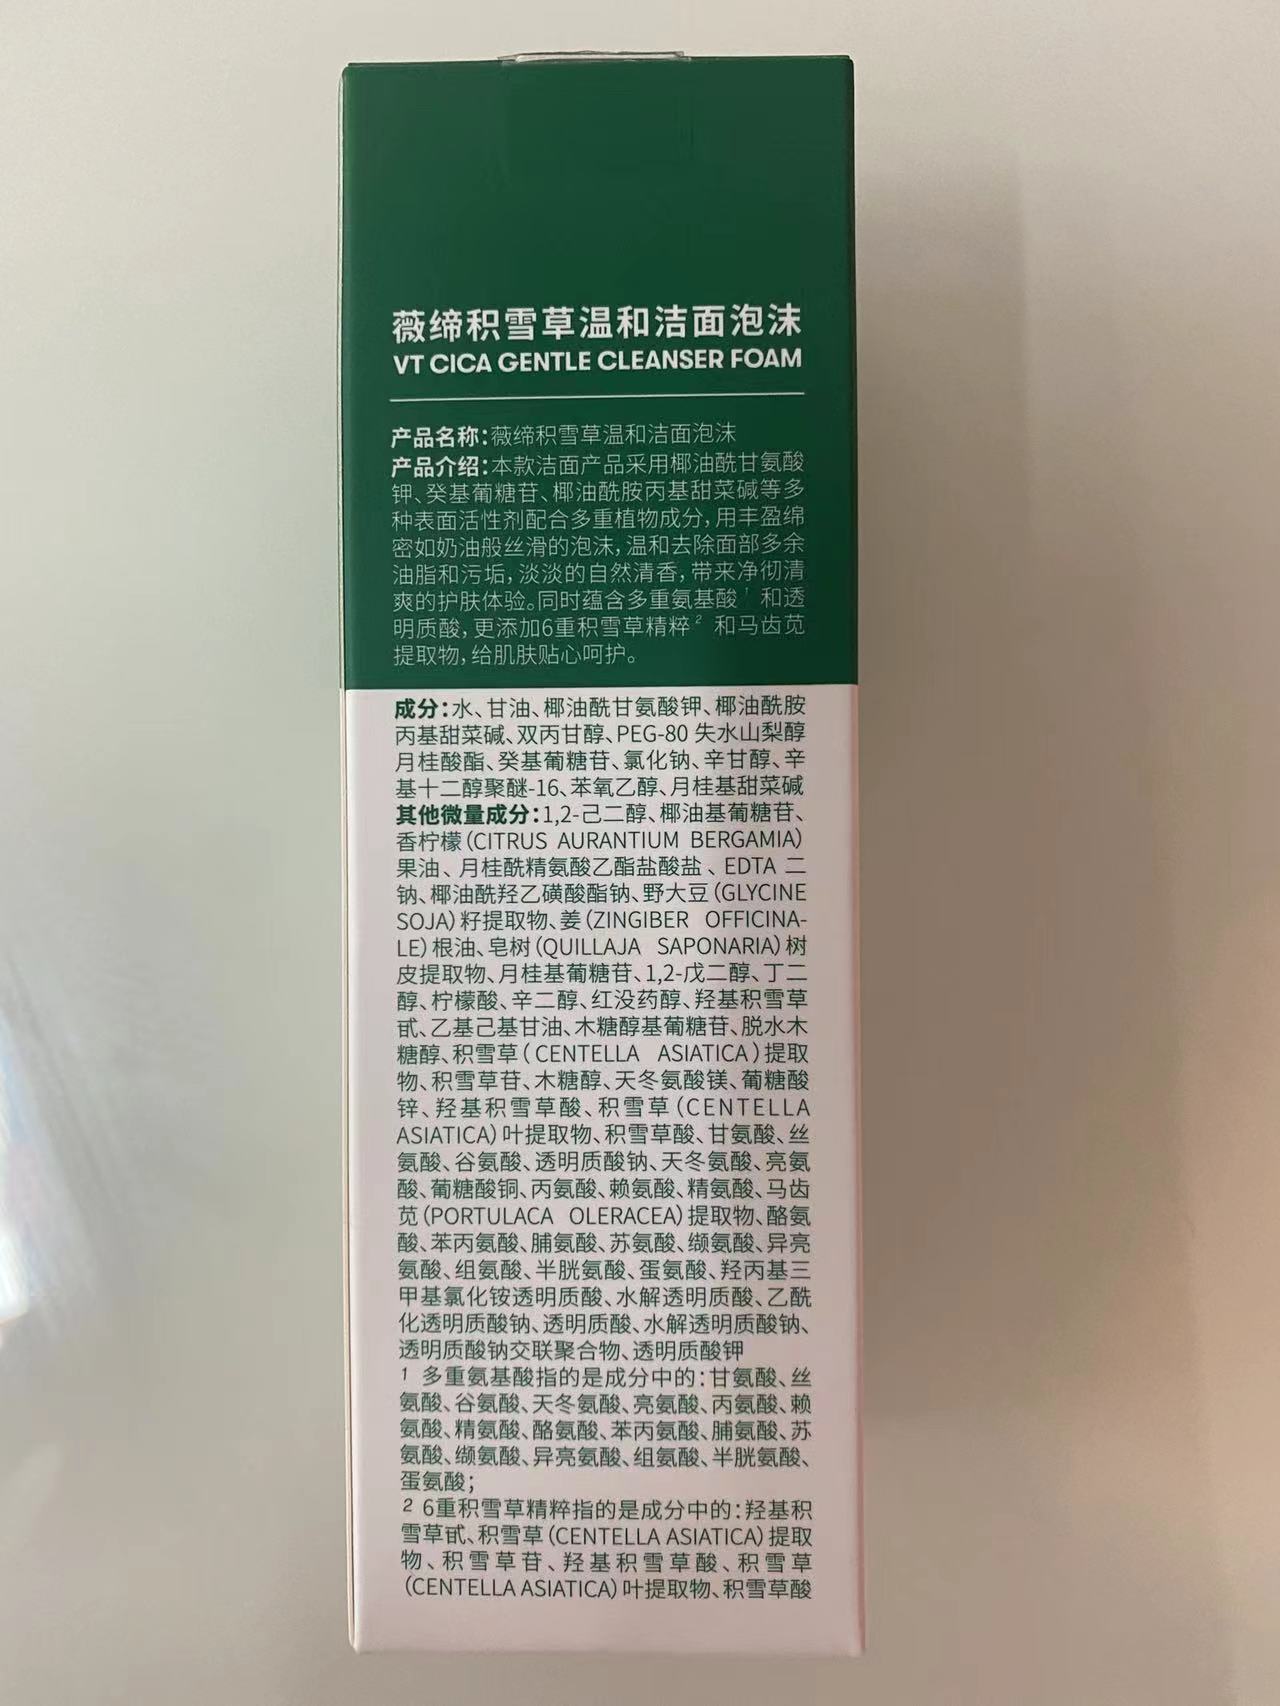 薇缔积雪草温和洁面泡沫
VT CICA GENTLE CLEANSER FOAM
产品名称：薇缔积雪草温和洁面泡沫
产品介绍：本款洁面产品采用椰油酰甘氨酸
钾、癸基葡糖苷、椰油酰胺丙基甜菜碱等多
种表面活性剂配合多重植物成分，用丰盈绵
密如奶油般丝滑的泡沫，温和去除面部多余
油脂和污垢，淡淡的自然清香，带来净彻清
爽的护肤体验。同时蕴含多重氨基酸¹ 和透
明质酸，更添加6重积雪草精粹² 和马齿苋
提取物，给肌肤贴心呵护。
成分：水、甘油、椰油酰甘氨酸钾、椰油酰胺
丙基甜菜碱、双丙甘醇、PEG-80 失水山梨醇
月桂酸酯、癸基葡糖苷、氯化钠、辛甘醇、辛
基十二醇聚醚-16、苯氧乙醇、月桂基甜菜碱
其他微量成分：1,2-己二醇、椰油基葡糖苷、
香柠檬（CITRUS AURANTIUM BERGAMIA）
果油、月桂酰精氨酸乙酯盐酸盐、EDTA 二
钠、椰油酰羟乙磺酸酯钠、野大豆（GLYCINE
SOJA）籽提取物、姜（ZINGIBER OFFICINA-
LE）根油、皂树（QUILLAJA SAPONARIA）树
皮提取物、月桂基葡糖苷、1,2-戊二醇、丁二
醇、柠檬酸、辛二醇、红没药醇、羟基积雪草
甙、乙基己基甘油、木糖醇基葡糖苷、脱水木
糖醇、积雪草（CENTELLA ASIATICA）提取
物、积雪草苷、木糖醇、天冬氨酸镁、葡糖酸
锌、羟基积雪草酸、积雪草（CENTELLA
ASIATICA）叶提取物、积雪草酸、甘氨酸、丝
氨酸、谷氨酸、透明质酸钠、天冬氨酸、亮氨
酸、葡糖酸铜、丙氨酸、赖氨酸、精氨酸、马齿
苋（PORTULACA OLERACEA）提取物、酪氨
酸、苯丙氨酸、脯氨酸、苏氨酸、缬氨酸、异亮
氨酸、组氨酸、半胱氨酸、蛋氨酸、羟丙基三
甲基氯化铵透明质酸、水解透明质酸、乙酰
化透明质酸钠、透明质酸、水解透明质酸钠、
透明质酸钠交联聚合物、透明质酸钾
1 多重氨基酸指的是成分中的：甘氨酸、丝
氨酸、谷氨酸、天冬氨酸、亮氨酸、丙氨酸、赖
氨酸、精氨酸、酪氨酸、苯丙氨酸、脯氨酸、苏
氨酸、缬氨酸、异亮氨酸、组氨酸、半胱氨酸、
蛋氨酸；
2 6重积雪草精粹指的是成分中的：羟基积
雪草甙、积雪草（CENTELLA ASIATICA）提取
物、积雪草苷、羟基积雪草酸、积雪草
（CENTELLA ASIATICA）叶提取物、积雪草酸